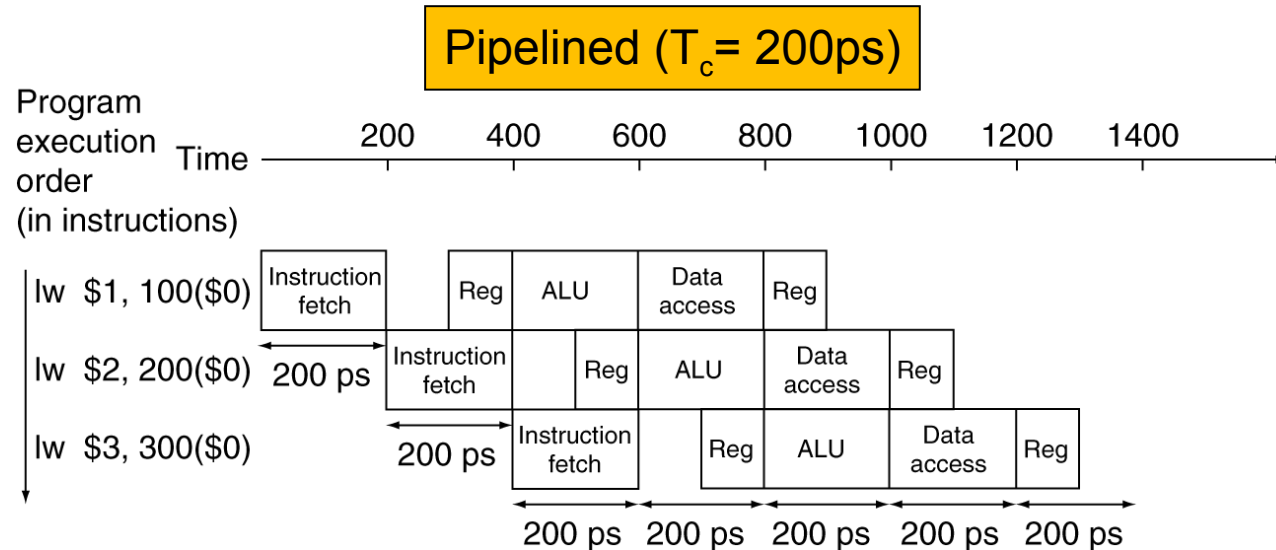 Pipelined (Tc= 200ps)
Program
execution
order
(in instructions)
Time
200 400 600 800 1000 1200 1400
lw $1, 100($0)
Instruction
fetch
Reg
ALU
Data
access
Reg
200 ps
lw $2, 200($0)
Instruction
fetch
Reg
ALU
Data
access
Reg
200 ps
lw $3, 300($0)
Instruction
fetch
Reg
ALU
Data
access
Reg
200 ps 200 ps 200 ps 200 ps 200 ps